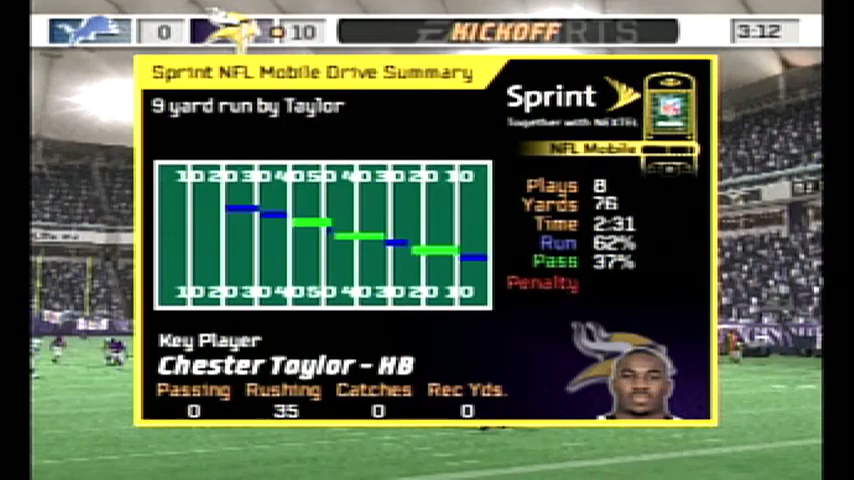 0 10 KICKOFF 3:12
Sprint NFL Mobile Drive Summary
9 yard run by Taylor
Sprint
Together with NEXTEL
NFL Mobile
10 20 30 40 50 40 30 20 10
10 20 30 40 50 40 30 20 10
Plays 8
Yards 76
Time 2:31
Run 62%
Pass 37%
Penalty
Key Player
Chester Taylor - HB
Passing Rushing Catches Rec Yds.
0 35 0 0